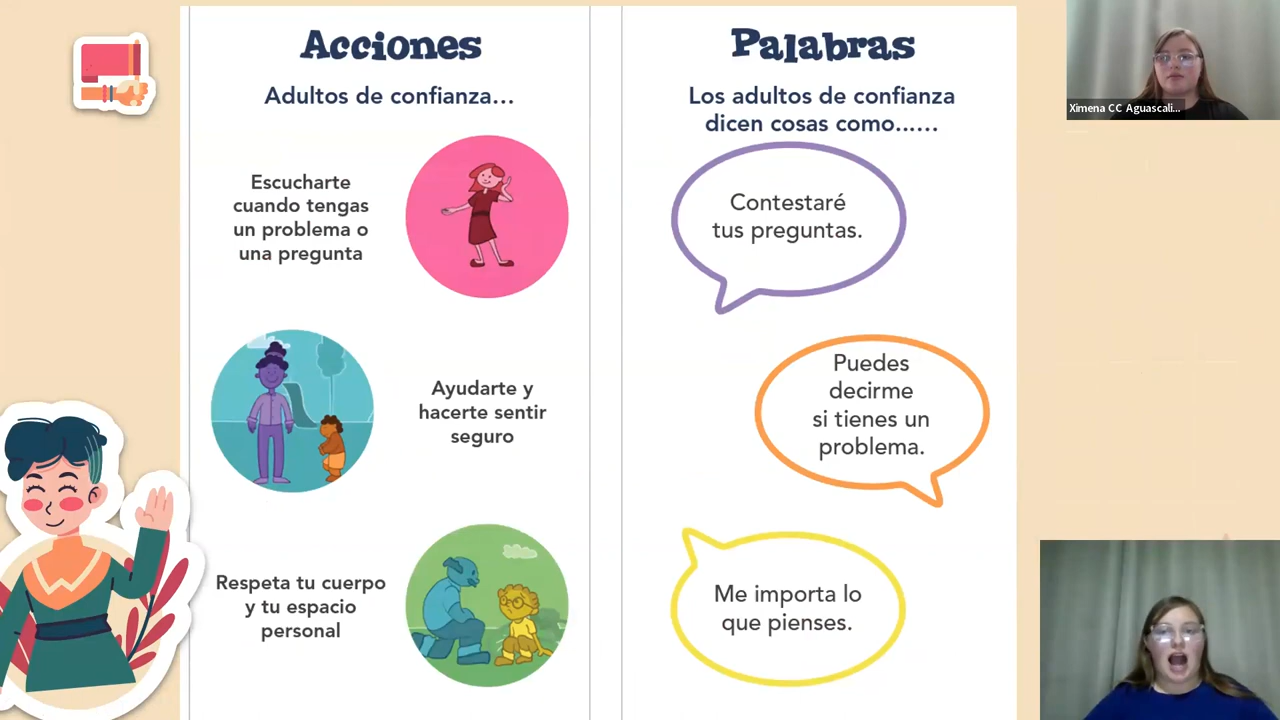 Acciones
Adultos de confianza...
Escucharte
cuando tengas
un problema o
una pregunta
Ayudarte y
hacerte sentir
seguro
Respeta tu cuerpo
y tu espacio
personal
Palabras
Los adultos de confianza
dicen cosas como......
Contestaré
tus preguntas.
Puedes
decirme
si tienes un
problema.
Me importa lo
que pienses.
Ximena CC Aguascali...